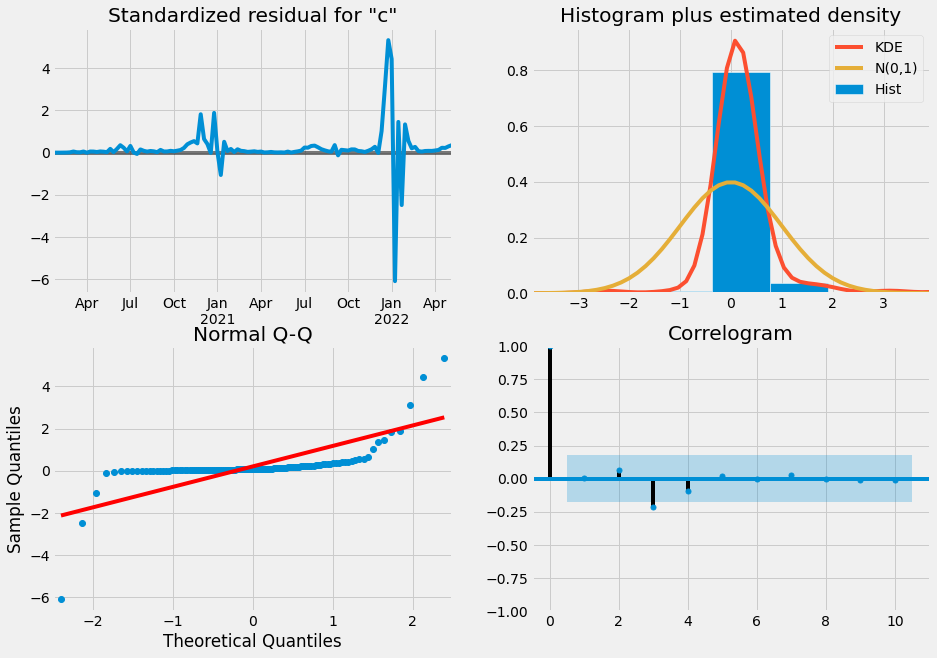 Standardized residual for "c"
4
2
0
−2
−4
−6
Apr Jul Oct Jan Apr Jul Oct Jan Apr
2021 2022
Histogram plus estimated density
KDE
N(0,1)
Hist
0.8
0.6
0.4
0.2
0.0
−3 −2 −1 0 1 2 3
Normal Q-Q
Sample Quantiles
4
2
0
−2
−4
−6
−2 −1 0 1 2
Theoretical Quantiles
Correlogram
1.00
0.75
0.50
0.25
0.00
−0.25
−0.50
−0.75
−1.00
0 2 4 6 8 10